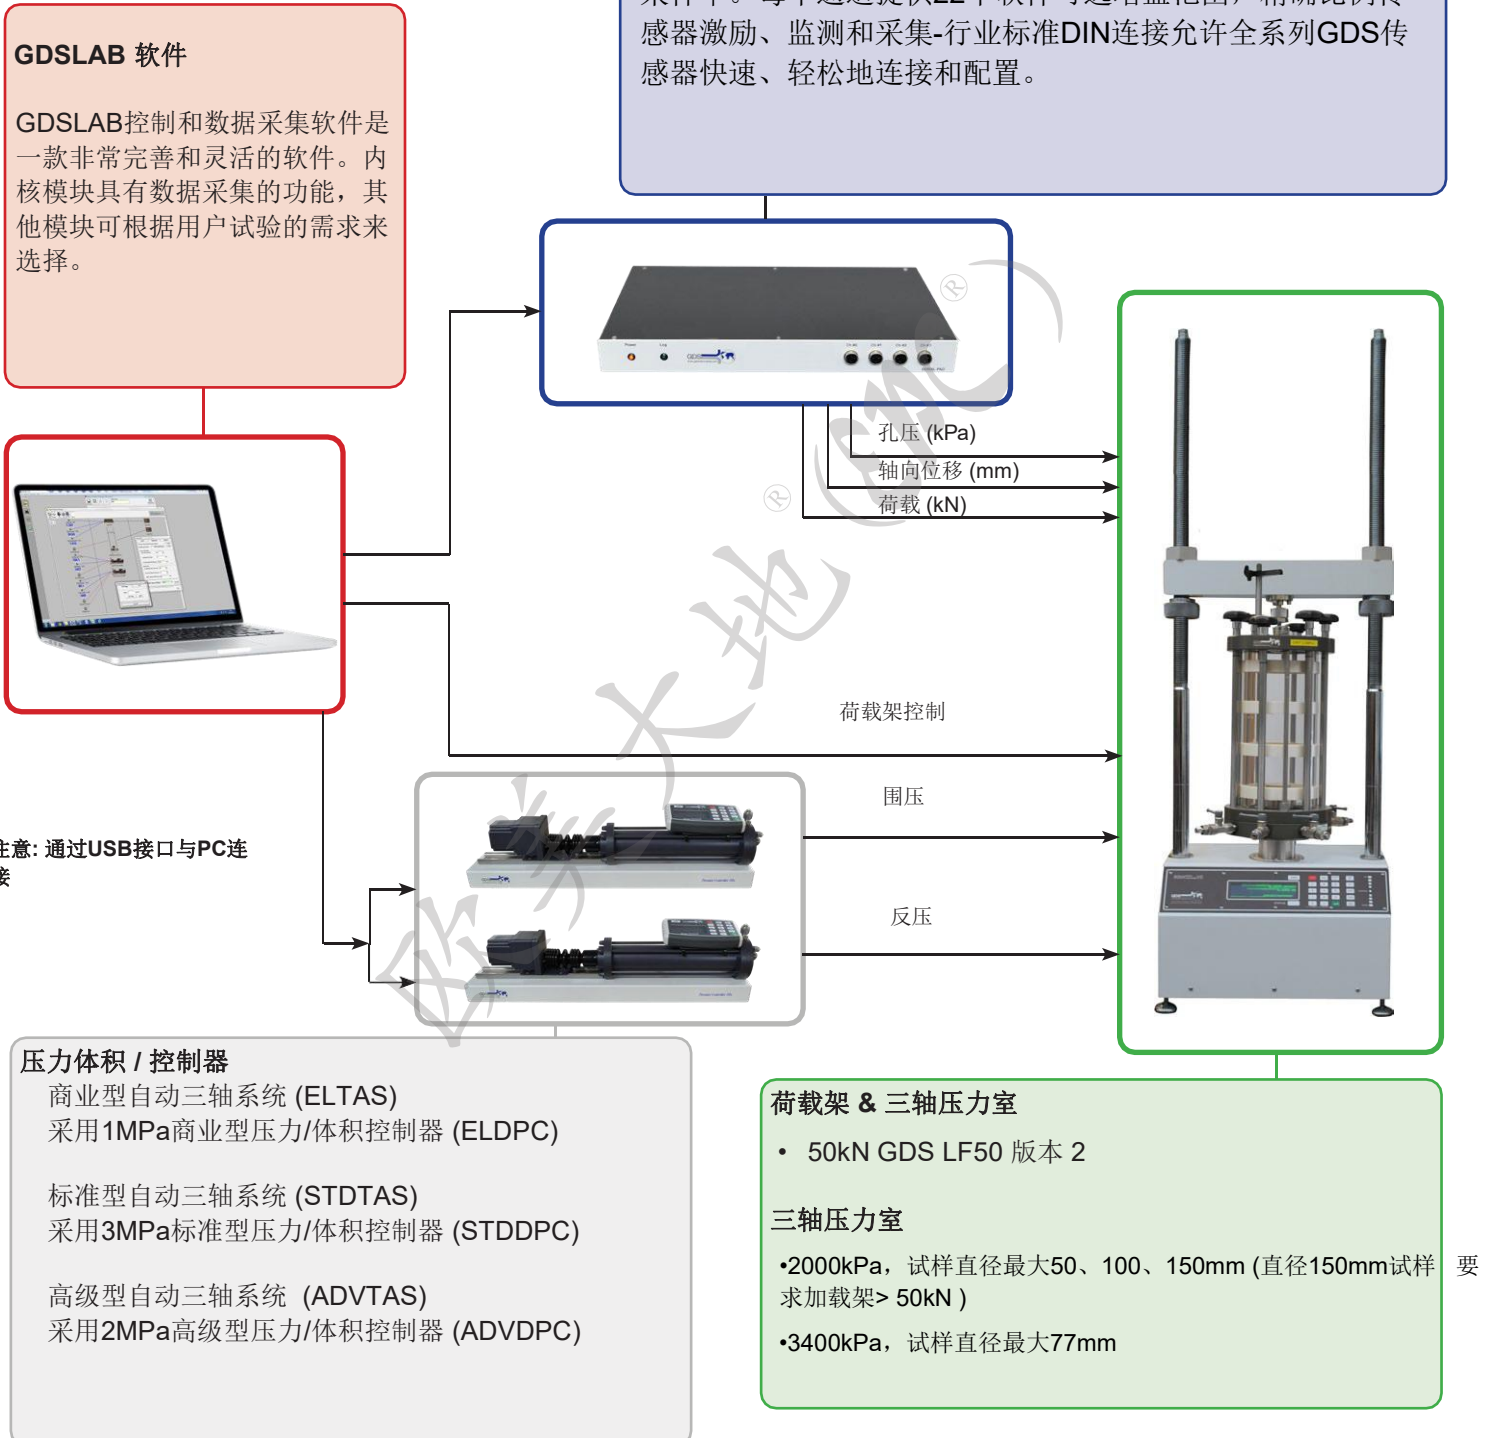 感器激励、监测和采集-行业标准DIN连接允许全系列GDS传
感器快速、轻松地连接和配置。
GDSLAB 软件
GDSLAB控制和数据采集软件是
一款非常完善和灵活的软件。内
核模块具有数据采集的功能，其
他模块可根据用户试验的需求来
选择。
Power
Log
GDS
孔压 (kPa)
轴向位移 (mm)
荷载 (kN)
荷载架控制
围压
反压
注意: 通过USB接口与PC连
接
压力体积 / 控制器
商业型自动三轴系统 (ELTAS)
采用1MPa商业型压力/体积控制器 (ELDPC)
标准型自动三轴系统 (STDTAS)
采用3MPa标准型压力/体积控制器 (STDDPC)
高级型自动三轴系统 (ADVTAS)
采用2MPa高级型压力/体积控制器 (ADVDPC)
荷载架 & 三轴压力室
• 50kN GDS LF50 版本 2
三轴压力室
•2000kPa，试样直径最大50、100、150mm (直径150mm试样 要
求加载架> 50kN )
•3400kPa，试样直径最大77mm
欧美大地® (EPC)®